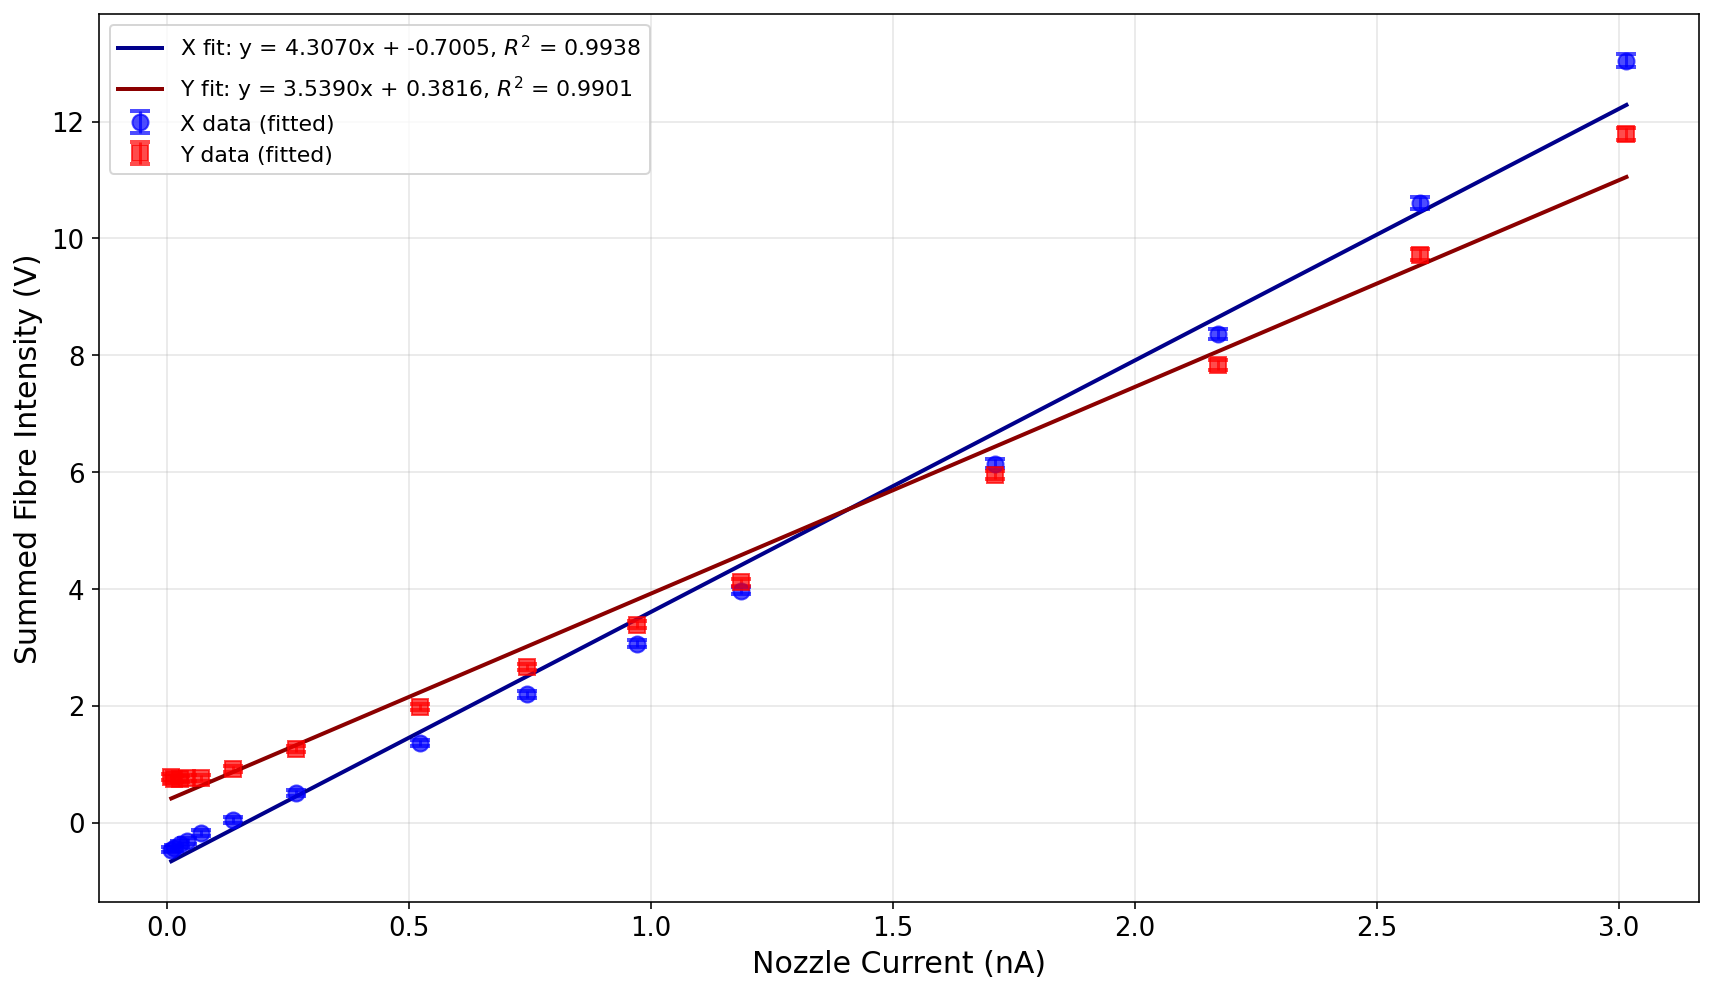 X fit: y = 4.3070x + -0.7005, R² = 0.9938
Y fit: y = 3.5390x + 0.3816, R² = 0.9901
X data (fitted)
Y data (fitted)
12
10
8
6
4
2
0
Summed Fibre Intensity (V)
0.0 0.5 1.0 1.5 2.0 2.5 3.0
Nozzle Current (nA)